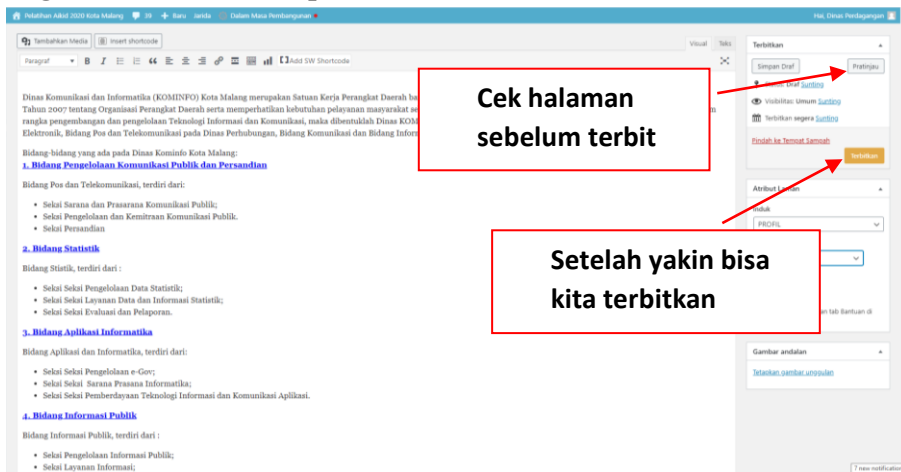 Pelatihan Aikid 2020 Kota Malang 39 + Baru Janda Dalam Masa Pembangunan
Hai, Dinas Perdagangan
Tambahkan Media Insert shortcode
Visual Teks
Paragraf B I Add SW Shortcode
Dinas Komunikasi dan Informatika (KOMINFO) Kota Malang merupakan Satuan Kerja Perangkat Daerah ba
Tahun 2007 tentang Organisasi Perangkat Daerah serta memperhatikan kebutuhan pelayanan masyarakat se
rangka pengembangan dan pengelolaan Teknologi Informasi dan Komunikasi, maka dibentuklah Dinas KOM
Elektronik, Bidang Pos dan Telekomunikasi pada Dinas Perhubungan, Bidang Komunikasi dan Bidang Infor
Bidang-bidang yang ada pada Dinas Kominfo Kota Malang:
1. Bidang Pengelolaan Komunikasi Publik dan Persandian
Bidang Pos dan Telekomunikasi, terdiri dari:
• Seksi Sarana dan Prasarana Komunikasi Publik;
• Seksi Pengelolaan dan Kemitraan Komunikasi Publik.
• Seksi Persandian
2. Bidang Statistik
Bidang Stistik, terdiri dari :
• Seksi Seksi Pengelolaan Data Statistik;
• Seksi Seksi Layanan Data dan Informasi Statistik;
• Seksi Seksi Evaluasi dan Pelaporan.
3. Bidang Aplikasi Informatika
Bidang Aplikasi dan Informatika, terdiri dari:
• Seksi Seksi Pengelolaan e-Gov;
• Seksi Seksi Sarana Prasana Informatika;
• Seksi Seksi Pemberdayaan Teknologi Informasi dan Komunikasi Aplikasi.
4. Bidang Informasi Publik
Bidang Informasi Publik, terdiri dari :
• Seksi Pengelolaan Informasi Publik;
• Seksi Layanan Informasi;
Cek halaman
sebelum terbit
Setelah yakin bisa
kita terbitkan
Terbitkan
Simpan Draf Pratinjau
Draf Sunting
Visibilitas: Umum Sunting
Terbitkan segera Sunting
Pindah ke Tempat Sampah
Terbitkan
Atribut Laman
Induk
PROFIL
an tab Bantuan di
Gambar andalan
Tetapkan gambar unggulan
7 new notification